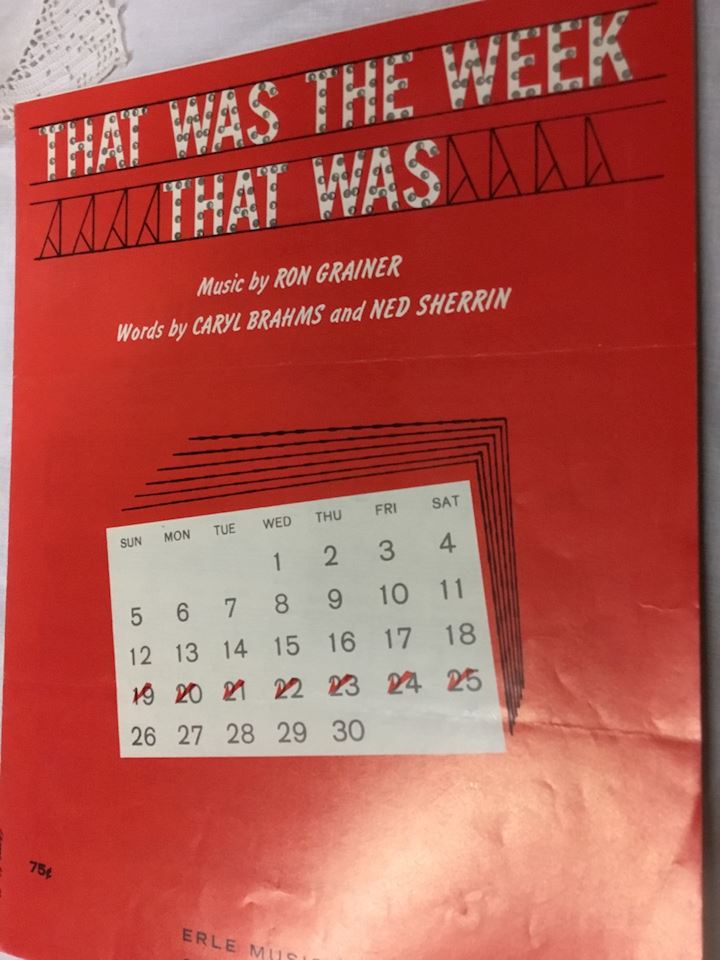 THAT WAS THE WEEK
THAT WAS
Music by RON GRAINER
Words by CARYL BRAHMS and NED SHERRIN
SUN MON TUE WED THU FRI SAT
1 2 3 4
5 6 7 8 9 10 11
12 13 14 15 16 17 18
19 20 21 22 23 24 25
26 27 28 29 30
75¢
ERLE MUSIC